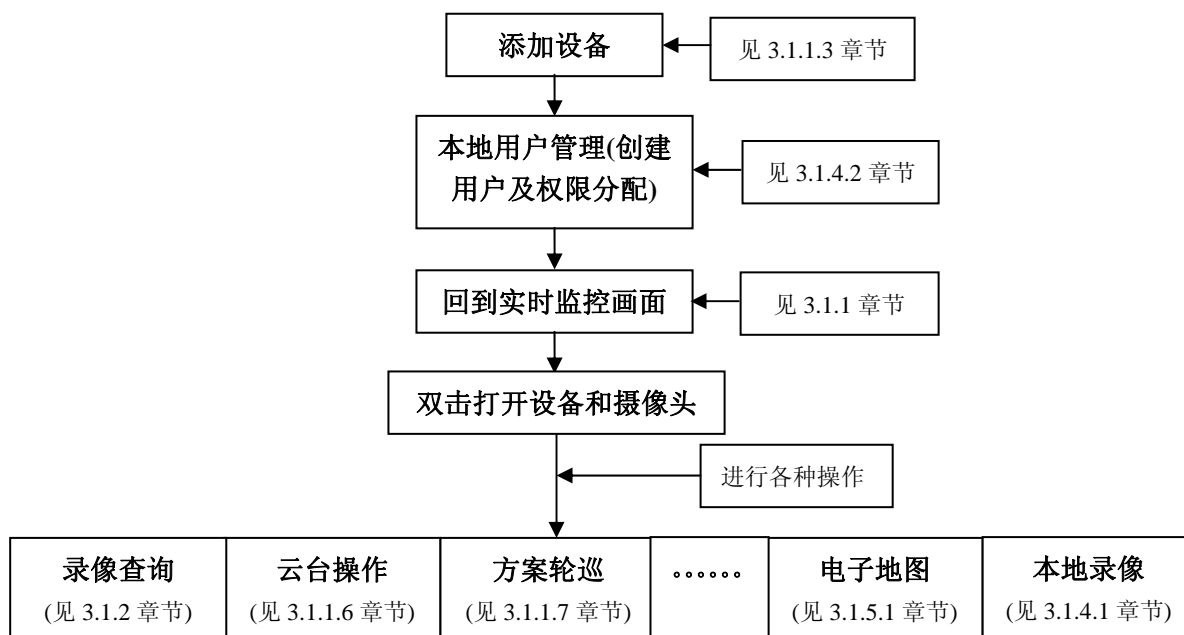 添加设备
见 3.1.1.3 章节
本地用户管理(创建
用户及权限分配)
见 3.1.4.2 章节
回到实时监控画面
见 3.1.1 章节
双击打开设备和摄像头
进行各种操作
录像查询
(见 3.1.2 章节)
云台操作
(见 3.1.1.6 章节)
方案轮巡
(见 3.1.1.7 章节)
。。。。。。
电子地图
(见 3.1.5.1 章节)
本地录像
(见 3.1.4.1 章节)